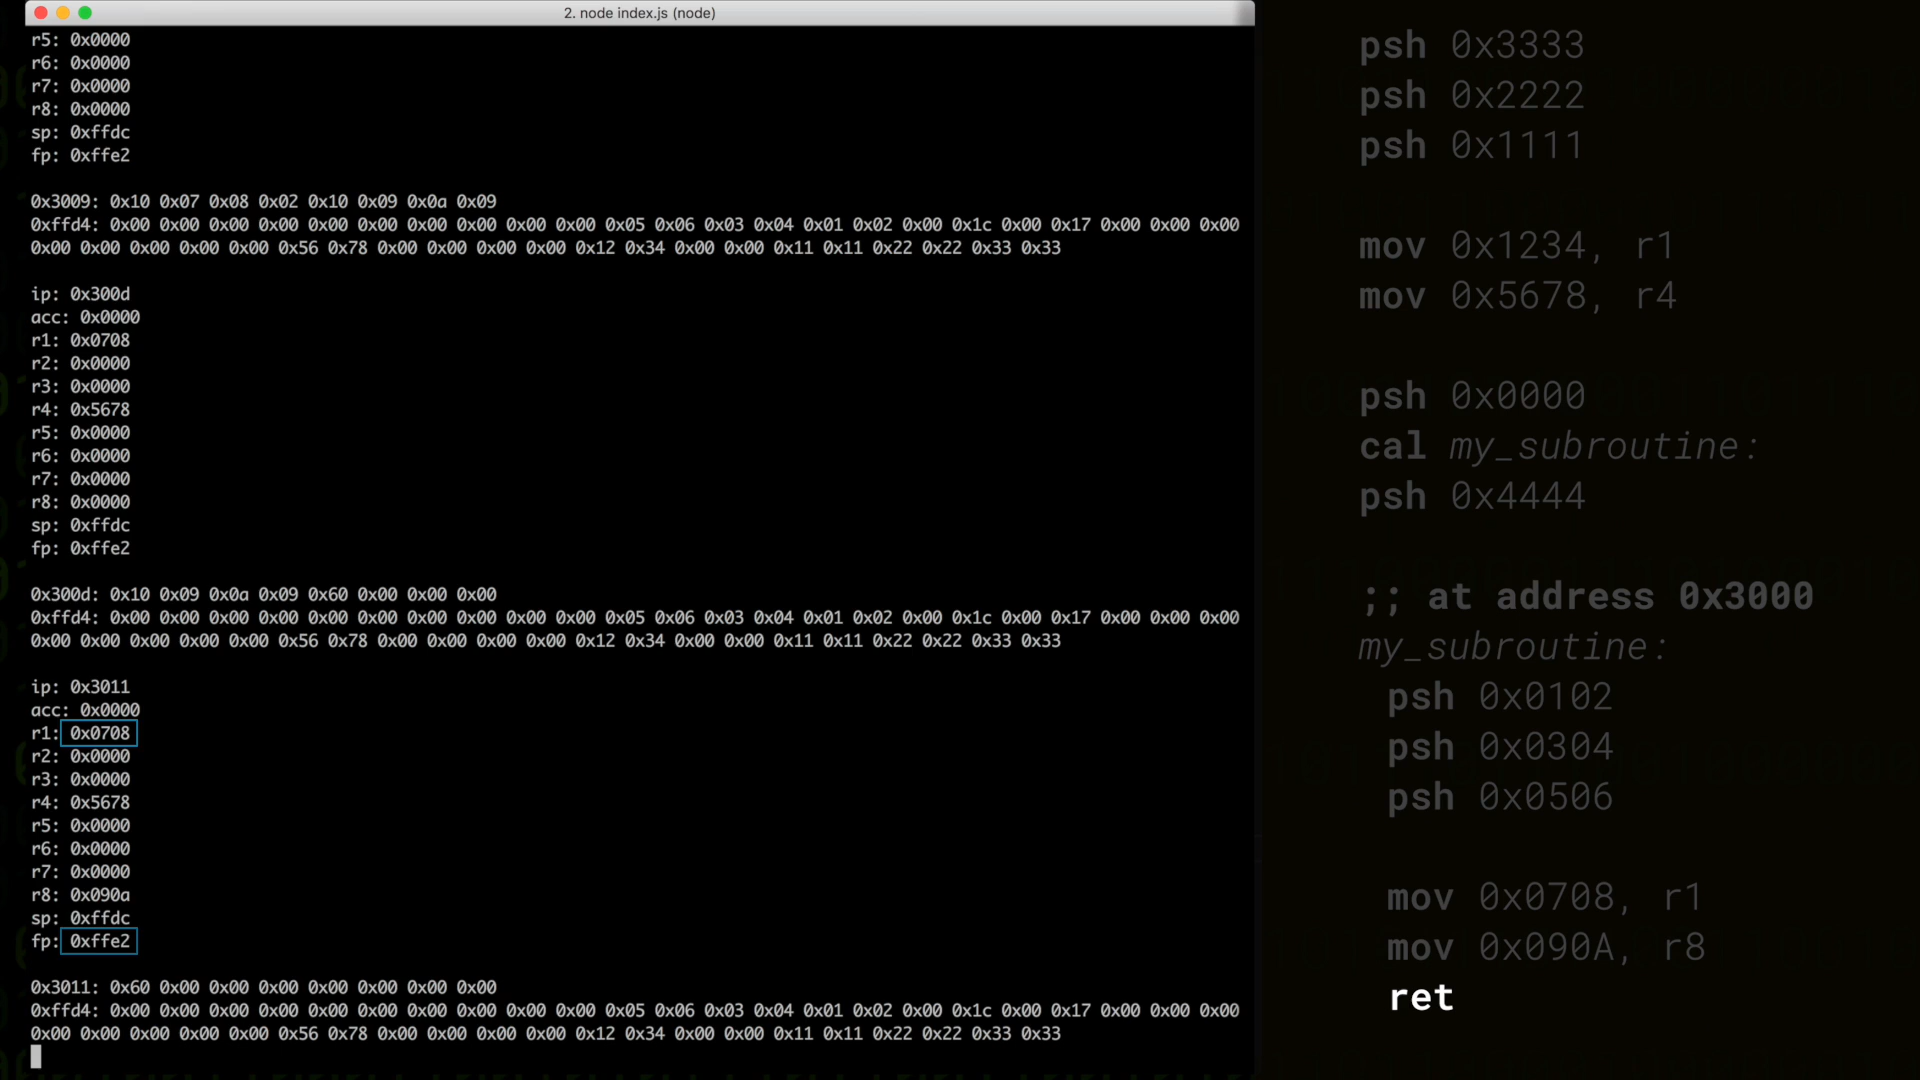 2. node index.js (node)
r5: 0x0000
r6: 0x0000
r7: 0x0000
r8: 0x0000
sp: 0xffdc
fp: 0xffe2
0x3009: 0x10 0x07 0x08 0x02 0x10 0x09 0x0a 0x09
0xffd4: 0x00 0x00 0x00 0x00 0x00 0x00 0x00 0x00 0x00 0x00 0x05 0x06 0x03 0x04 0x01 0x02 0x00 0x1c 0x00 0x17 0x00 0x00 0x00
0x00 0x00 0x00 0x00 0x00 0x56 0x78 0x00 0x00 0x00 0x00 0x12 0x34 0x00 0x00 0x11 0x11 0x22 0x22 0x33 0x33
ip: 0x300d
acc: 0x0000
r1: 0x0708
r2: 0x0000
r3: 0x0000
r4: 0x5678
r5: 0x0000
r6: 0x0000
r7: 0x0000
r8: 0x0000
sp: 0xffdc
fp: 0xffe2
0x300d: 0x10 0x09 0x0a 0x09 0x60 0x00 0x00 0x00
0xffd4: 0x00 0x00 0x00 0x00 0x00 0x00 0x00 0x00 0x00 0x00 0x05 0x06 0x03 0x04 0x01 0x02 0x00 0x1c 0x00 0x17 0x00 0x00 0x00
0x00 0x00 0x00 0x00 0x00 0x56 0x78 0x00 0x00 0x00 0x00 0x12 0x34 0x00 0x00 0x11 0x11 0x22 0x22 0x33 0x33
ip: 0x3011
acc: 0x0000
r1: 0x0708
r2: 0x0000
r3: 0x0000
r4: 0x5678
r5: 0x0000
r6: 0x0000
r7: 0x0000
r8: 0x090a
sp: 0xffdc
fp: 0xffe2
0x3011: 0x60 0x00 0x00 0x00 0x00 0x00 0x00 0x00
0xffd4: 0x00 0x00 0x00 0x00 0x00 0x00 0x00 0x00 0x00 0x00 0x05 0x06 0x03 0x04 0x01 0x02 0x00 0x1c 0x00 0x17 0x00 0x00 0x00
0x00 0x00 0x00 0x00 0x00 0x56 0x78 0x00 0x00 0x00 0x00 0x12 0x34 0x00 0x00 0x11 0x11 0x22 0x22 0x33 0x33
psh 0x3333
psh 0x2222
psh 0x1111
mov 0x1234, r1
mov 0x5678, r4
psh 0x0000
cal my_subroutine:
psh 0x4444
;; at address 0x3000
my_subroutine:
psh 0x0102
psh 0x0304
psh 0x0506
mov 0x0708, r1
mov 0x090A, r8
ret